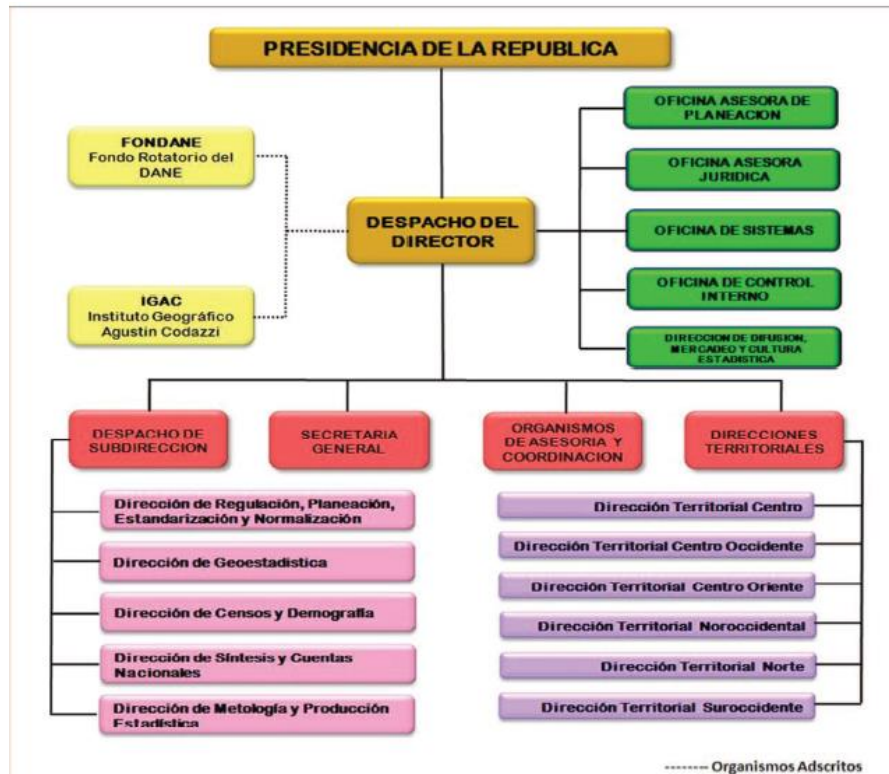 PRESIDENCIA DE LA REPUBLICA
FONDANE
Fondo Rotatorio del
DANE
IGAC
Instituto Geográfico
Agustin Codazzi
DESPACHO DEL
DIRECTOR
OFICINA ASESORA DE
PLANEACION
OFICINA ASESORA
JURIDICA
OFICINA DE SISTEMAS
OFICINA DE CONTROL
INTERNO
DIRECCION DE DIFUSION,
MERCADEO Y CULTURA
ESTADISTICA
DESPACHO DE
SUBDIRECCION
SECRETARIA
GENERAL
ORGANISMOS
DE ASESORIA Y
COORDINACION
DIRECCIONES
TERRITORIALES
Dirección de Regulación, Planeación,
Estandarización y Normalización
Dirección de Geoestadística
Dirección de Censos y Demografía
Dirección de Síntesis y Cuentas
Nacionales
Dirección de Metología y Producción
Estadística
Dirección Territorial Centro
Dirección Territorial Centro Occidente
Dirección Territorial Centro Oriente
Dirección Territorial Noroccidental
Dirección Territorial Norte
Dirección Territorial Suroccidente
------- Organismos Adscritos